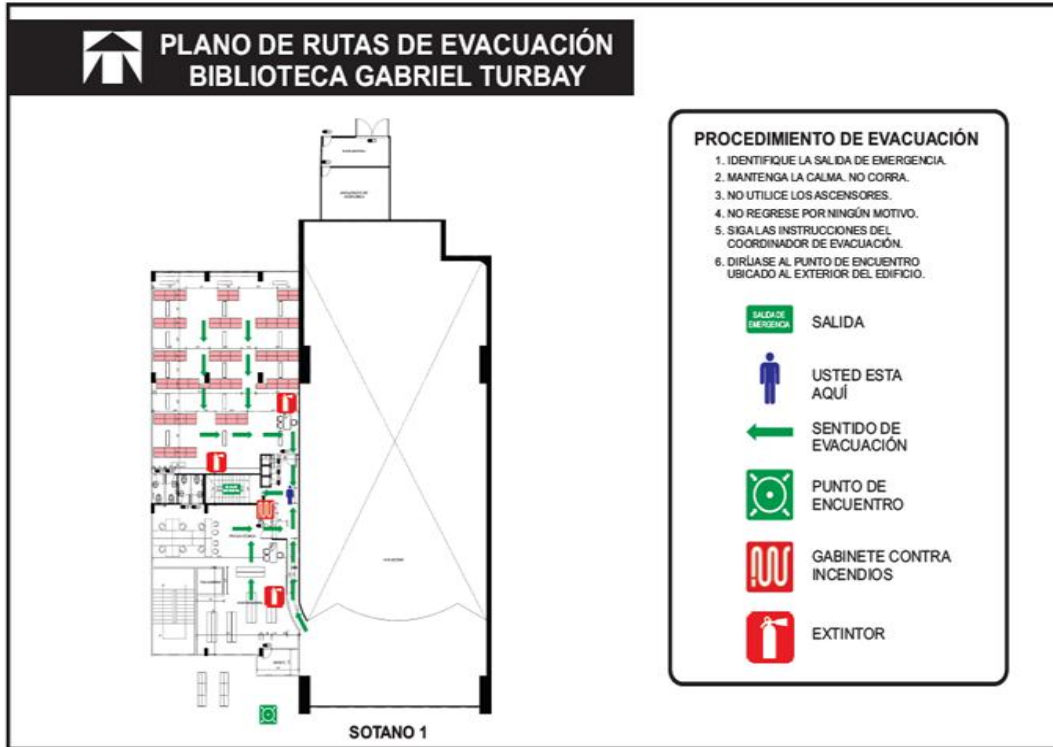 PLANO DE RUTAS DE EVACUACIÓN
BIBLIOTECA GABRIEL TURBAY
PROCEDIMIENTO DE EVACUACIÓN
1. IDENTIFIQUE LA SALIDA DE EMERGENCIA.
2. MANTENGA LA CALMA. NO CORRA.
3. NO UTILICE LOS ASCENSORES.
4. NO REGRESE POR NINGÚN MOTIVO.
5. SIGA LAS INSTRUCCIONES DEL
COORDINADOR DE EVACUACIÓN.
6. DIRÍJASE AL PUNTO DE ENCUENTRO
UBICADO AL EXTERIOR DEL EDIFICIO.
SALIDA DE
EMERGENCIA
SALIDA
USTED ESTA
AQUÍ
SENTIDO DE
EVACUACIÓN
PUNTO DE
ENCUENTRO
GABINETE CONTRA
INCENDIOS
EXTINTOR
SOTANO 1